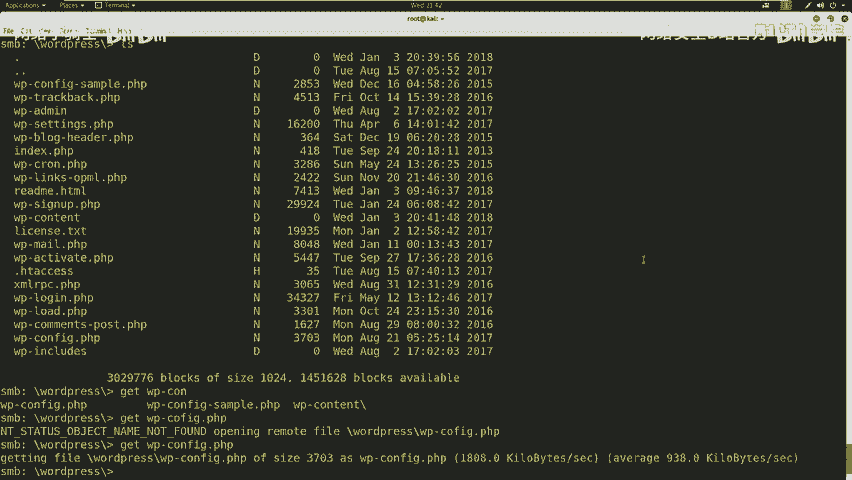 Applications Places Terminal Wed 21:42
root@kali: ~
File Edit
smb: \wordpress\> ls
. D 0 Wed Jan 3 20:39:56 2018
.. D 0 Tue Aug 15 07:05:52 2017
wp-config-sample.php N 2853 Wed Dec 16 04:58:26 2015
wp-trackback.php N 4513 Fri Oct 14 15:39:28 2016
wp-admin D 0 Wed Aug 2 17:02:02 2017
wp-settings.php N 16200 Thu Apr 6 14:01:42 2017
wp-blog-header.php N 364 Sat Dec 19 06:20:28 2015
index.php N 418 Tue Sep 24 20:18:11 2013
wp-cron.php N 3286 Sun May 24 13:26:25 2015
wp-links-opml.php N 2422 Sun Nov 20 21:46:30 2016
readme.html N 7413 Wed Jan 3 09:46:37 2018
wp-signup.php N 29924 Tue Jan 24 06:08:42 2017
wp-content D 0 Wed Jan 3 20:41:48 2018
license.txt N 19935 Mon Jan 2 12:58:42 2017
wp-mail.php N 8048 Wed Jan 11 00:13:43 2017
wp-activate.php N 5447 Tue Sep 27 17:36:28 2016
.htaccess H 35 Tue Aug 15 07:40:13 2017
xmlrpc.php N 3065 Wed Aug 31 12:31:29 2016
wp-login.php N 34327 Fri May 12 13:12:46 2017
wp-load.php N 3301 Mon Oct 24 23:15:30 2016
wp-comments-post.php N 1627 Mon Aug 29 08:00:32 2016
wp-config.php N 3703 Mon Aug 21 05:25:14 2017
wp-includes D 0 Wed Aug 2 17:02:03 2017
3029776 blocks of size 1024. 1451628 blocks available
smb: \wordpress\> get wp-con
wp-config.php wp-config-sample.php wp-content\
smb: \wordpress\> get wp-cofig.php
NT_STATUS_OBJECT_NAME_NOT_FOUND opening remote file \wordpress\wp-cofig.php
smb: \wordpress\> get wp-config.php
getting file \wordpress\wp-config.php of size 3703 as wp-config.php (1808.0 KiloBytes/sec) (average 938.0 KiloBytes/sec)
smb: \wordpress\>